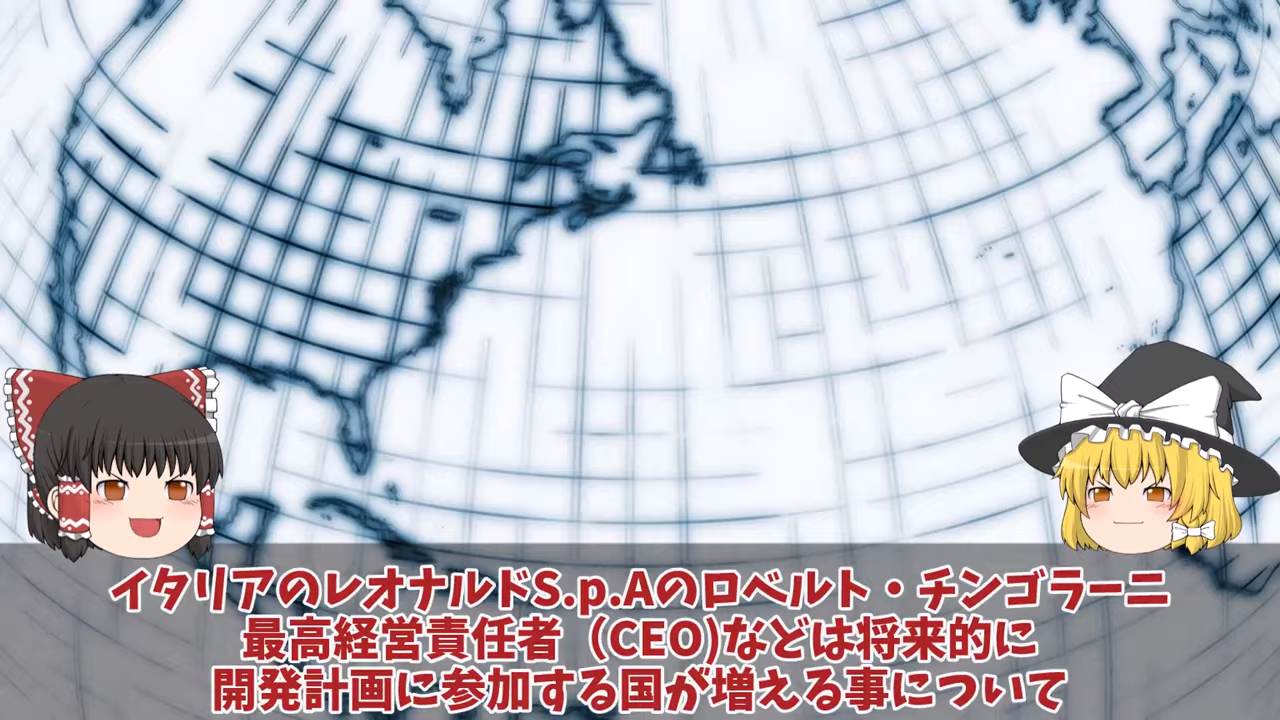 イタリアのレオナルドS.p.Aのロベルト・チンゴラーニ
最高経営責任者（CEO)などは将来的に
開発計画に参加する国が増える事について